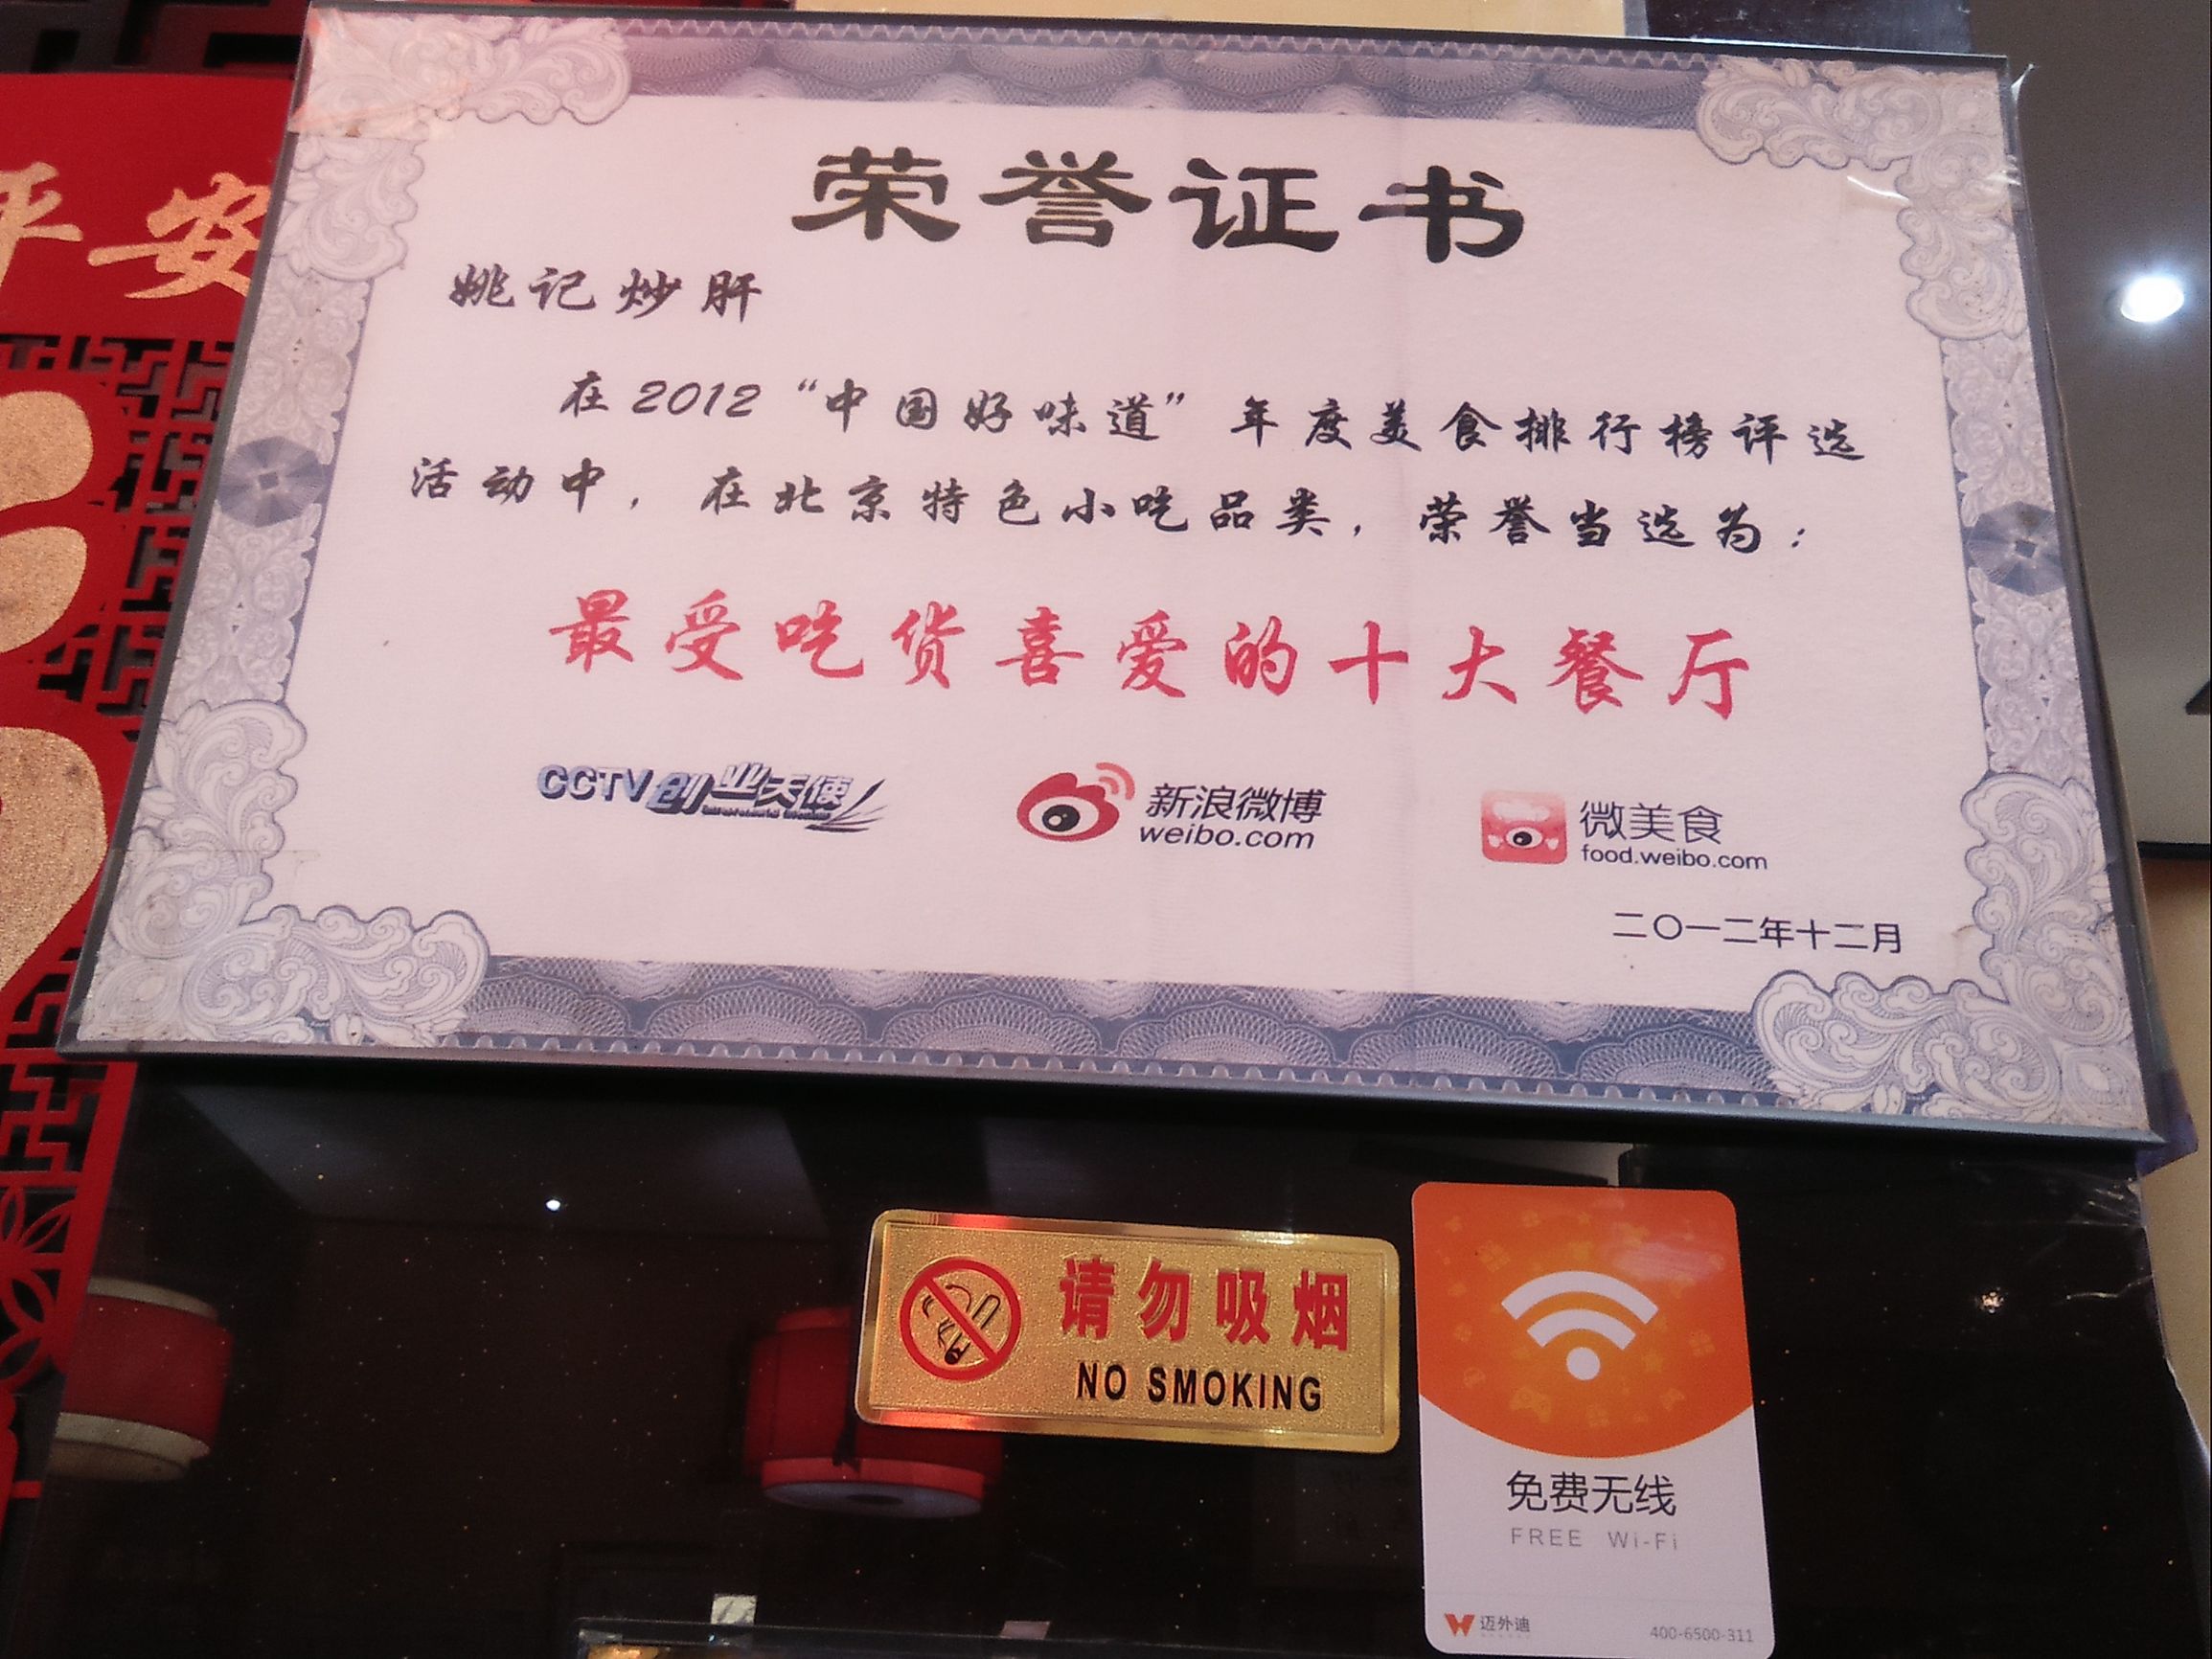 平安
荣誉证书
姚记炒肝
在2012“中国好味道”年度美食排行榜评选
活动中，在北京特色小吃品类，荣誉当选为：
最受吃货喜爱的十大餐厅
CCTV创业天使
新浪微博
weibo.com
微美食
food.weibo.com
二〇一二年十二月
请勿吸烟
NO SMOKING
免费无线
FREE Wi-Fi
迈外迪
400-6500-311